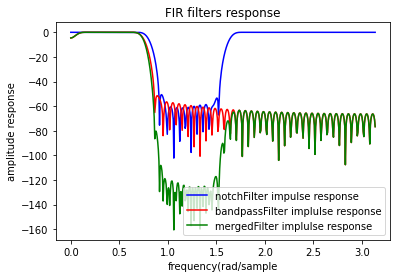 FIR filters response
0
−20
−40
−60
−80
−100
−120
−140
−160
amplitude response
notchFilter impulse response
bandpassFilter implulse response
mergedFilter implulse response
0.0 0.5 1.0 1.5 2.0 2.5 3.0
frequency(rad/sample